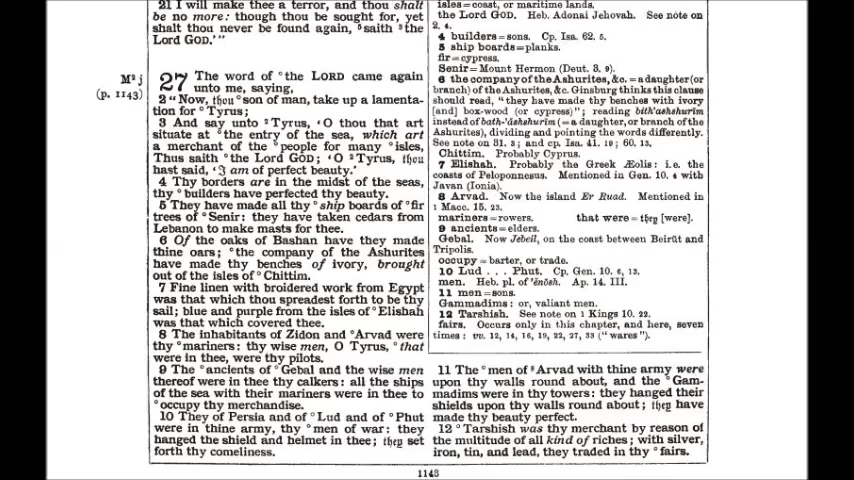 21 I will make thee a terror, and thou shalt
be no more: though thou be sought for, yet
shalt thou never be found again, ⁵saith ³the
Lord GOD.'"
M² j
(p. 1143)
27 The word of °the LORD came again
unto me, saying,
2 "Now, thou °son of man, take up a lamenta-
tion for °Tyrus;
3 And say unto ²Tyrus, 'O thou that art
situate at °the entry of the sea, which art
a merchant of the °people for many °isles,
Thus saith °the Lord GOD; 'O ²Tyrus, thou
hast said, 'I am of perfect beauty.'
4 Thy borders are in the midst of the seas,
thy °builders have perfected thy beauty.
5 They have made all thy °ship boards of °fir
trees of °Senir: they have taken cedars from
Lebanon to make masts for thee.
6 Of the oaks of Bashan have they made
thine oars; °the company of the Ashurites
have made thy benches of ivory, brought
out of the isles of °Chittim.
7 Fine linen with broidered work from Egypt
was that which thou spreadest forth to be thy
sail; blue and purple from the isles of °Elishah
was that which covered thee.
8 The inhabitants of Zidon and °Arvad were
thy °mariners: thy wise men, O Tyrus, °that
were in thee, were thy pilots.
9 The °ancients of °Gebal and the wise men
thereof were in thee thy calkers: all the ships
of the sea with their mariners were in thee to
°occupy thy merchandise.
10 They of Persia and of °Lud and of °Phut
were in thine army, thy °men of war: they
hanged the shield and helmet in thee; they set
forth thy comeliness.
isles=coast, or maritime lands.
the Lord GOD. Heb. Adonai Jehovah. See note on
2. 4.
4 builders=sons. Cp. Isa. 62. 5.
5 ship boards=planks.
fir=cypress.
Senir=Mount Hermon (Deut. 3. 9).
6 the company of the Ashurites, &c. = a daughter (or
branch) of the Ashurites, &c. Ginsburg thinks this clause
should read, "they have made thy benches with ivory
[and] box-wood (or cypress)"; reading bith'ashshurim
instead of bath-'ashshurim (=a daughter, or branch of the
Ashurites), dividing and pointing the words differently.
See note on 31. 3; and cp. Isa. 41. 19; 60. 13.
Chittim. Probably Cyprus.
7 Elishah. Probably the Greek Æolis: i.e. the
coasts of Peloponnesus. Mentioned in Gen. 10. 4 with
Javan (Ionia).
8 Arvad. Now the island Er Ruad. Mentioned in
1 Macc. 15. 23.
mariners=rowers. that were=they [were].
9 ancients=elders.
Gebal. Now Jebeil, on the coast between Beirût and
Tripolis.
occupy=barter, or trade.
10 Lud . . . Phut. Cp. Gen. 10. 6, 13.
men. Heb. pl. of 'ĕnōsh. Ap. 14. III.
11 men=sons.
Gammadims: or, valiant men.
12 Tarshish. See note on 1 Kings 10. 22.
fairs. Occurs only in this chapter, and here, seven
times: vv. 12, 14, 16, 19, 22, 27, 33 ("wares").
11 The °men of ⁸Arvad with thine army were
upon thy walls round about, and the °Gam-
madims were in thy towers: they hanged their
shields upon thy walls round about; they have
made thy beauty perfect.
12 °Tarshish was thy merchant by reason of
the multitude of all kind of riches; with silver,
iron, tin, and lead, they traded in thy °fairs.
1143